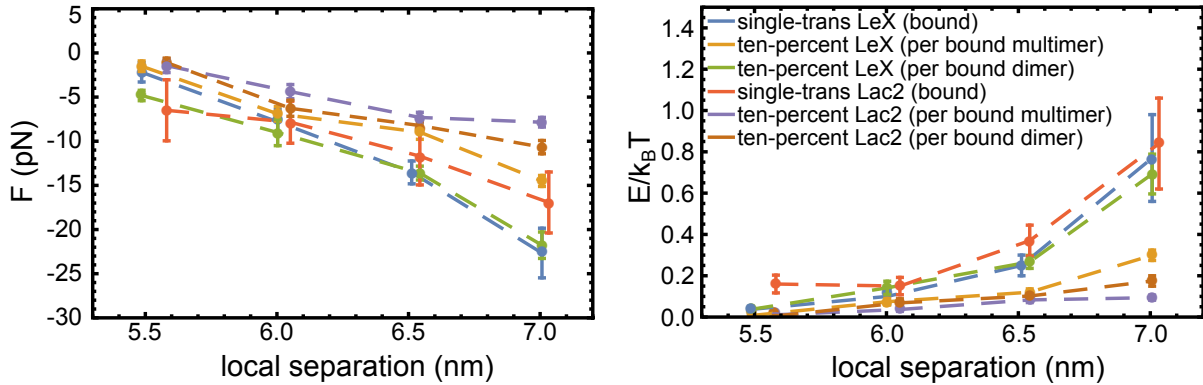 0
-5
-10
-15
-20
-25
-30
F (pN)
5.5 6.0 6.5 7.0
local separation (nm)
1.4
1.2
1.0
0.8
0.6
0.4
0.2
0.0
E/kBT
single-trans LeX (bound)
ten-percent LeX (per bound multimer)
ten-percent LeX (per bound dimer)
single-trans Lac2 (bound)
ten-percent Lac2 (per bound multimer)
ten-percent Lac2 (per bound dimer)
5.5 6.0 6.5 7.0
local separation (nm)